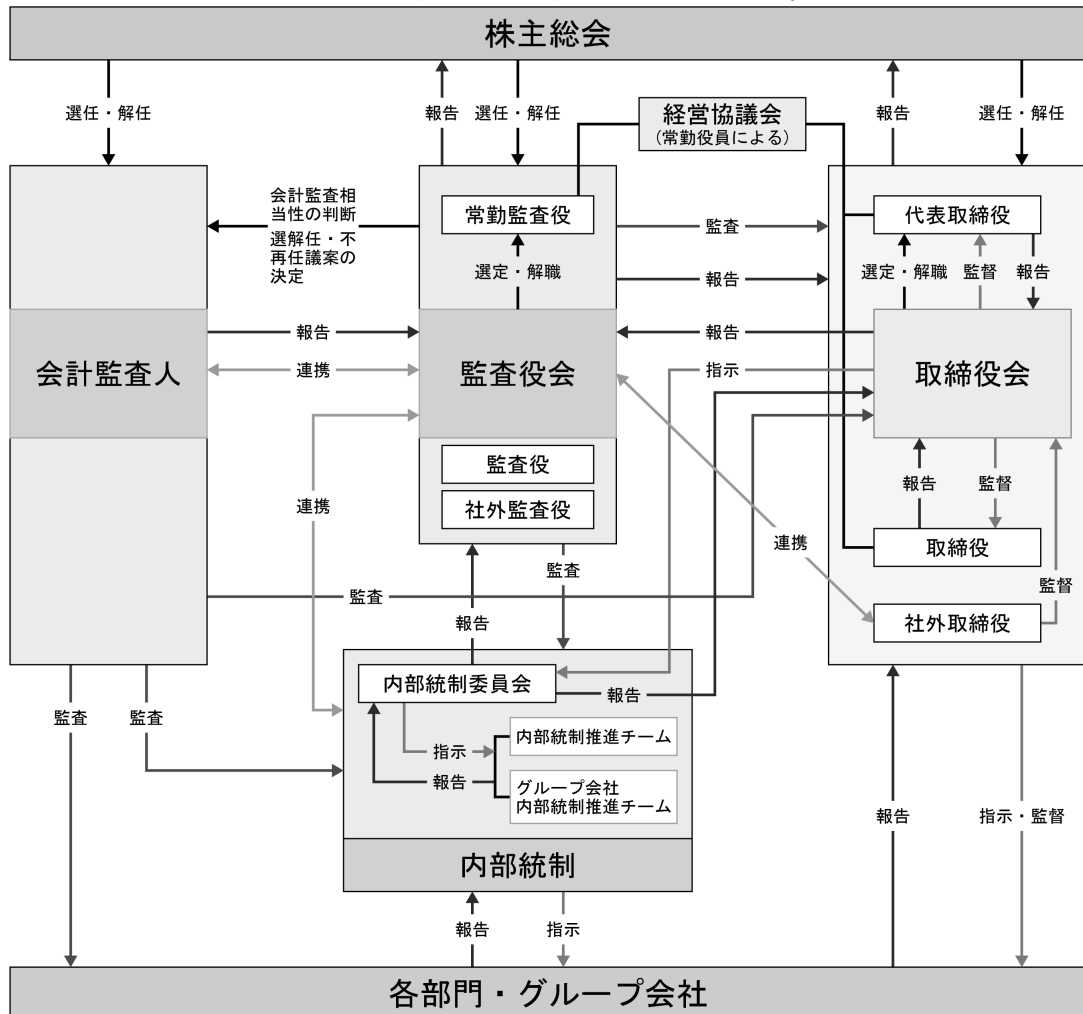 株主総会
選任・解任
報告
選任・解任
報告
選任・解任
経営協議会
(常勤役員による)
会計監査相
当性の判断
選解任・不
再任議案の
決定
常勤監査役
監査
代表取締役
選定・解職
報告
選定・解職
監督
報告
会計監査人
報告
連携
監査役会
報告
指示
取締役会
監査役
社外監査役
連携
報告
監督
連携
取締役
監査
監査
監督
報告
社外取締役
内部統制委員会
報告
監査
監査
指示
内部統制推進チーム
報告
グループ会社
内部統制推進チーム
報告
指示・監督
内部統制
報告
指示
各部門・グループ会社